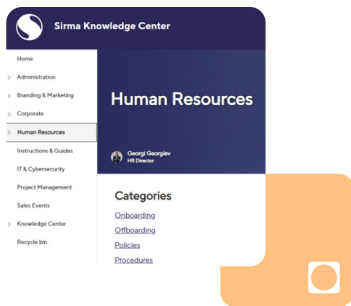 Sirma Knowledge Center
Home
Administration
Branding & Marketing
Corporate
Human Resources
Instructions & Guides
IT & Cybersecurity
Project Management
Sales Events
Knowledge Center
Recycle bin
Human Resources
Georgi Georgiev
HR Director
Categories
Onboarding
Offboarding
Policies
Procedures